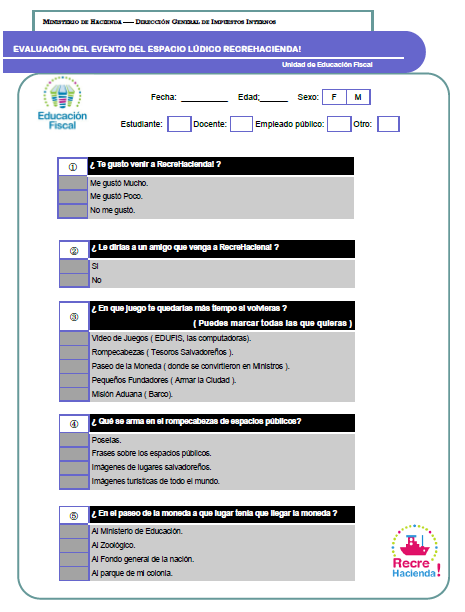 MINISTERIO DE HACIENDA — DIRECCIÓN GENERAL DE IMPUESTOS INTERNOS
EVALUACIÓN DEL EVENTO DEL ESPACIO LÚDICO RECREHACIENDA!
Unidad de Educación Fiscal
Educación
Fiscal
Fecha: __________ Edad;______ Sexo: F M
Estudiante: Docente: Empleado público: Otro:
① ¿ Te gusto venir a RecreHacienda! ?
Me gustó Mucho.
Me gustó Poco.
No me gustó.
② ¿ Le dirías a un amigo que venga a RecreHacienal ?
Si
No
③ ¿ En que juego te quedarías más tiempo si volvieras ?
( Puedes marcar todas las que quieras )
Video de Juegos ( EDUFIS, las computadoras).
Rompecabezas ( Tesoros Salvadoreños ).
Paseo de la Moneda ( donde se convirtieron en Ministros ).
Pequeños Fundadores ( Armar la Ciudad ).
Misión Aduana ( Barco).
④ ¿ Qué se arma en el rompecabezas de espacios públicos?
Poselas.
Frases sobre los espacios públicos.
Imágenes de lugares salvadoreños.
Imágenes turísticas de todo el mundo.
⑤ ¿ En el paseo de la moneda a que lugar tenía que llegar la moneda ?
Al Ministerio de Educación.
Al Zoológico.
Al Fondo general de la nación.
Al parque de mi colonia.
Recre
Hacienda!